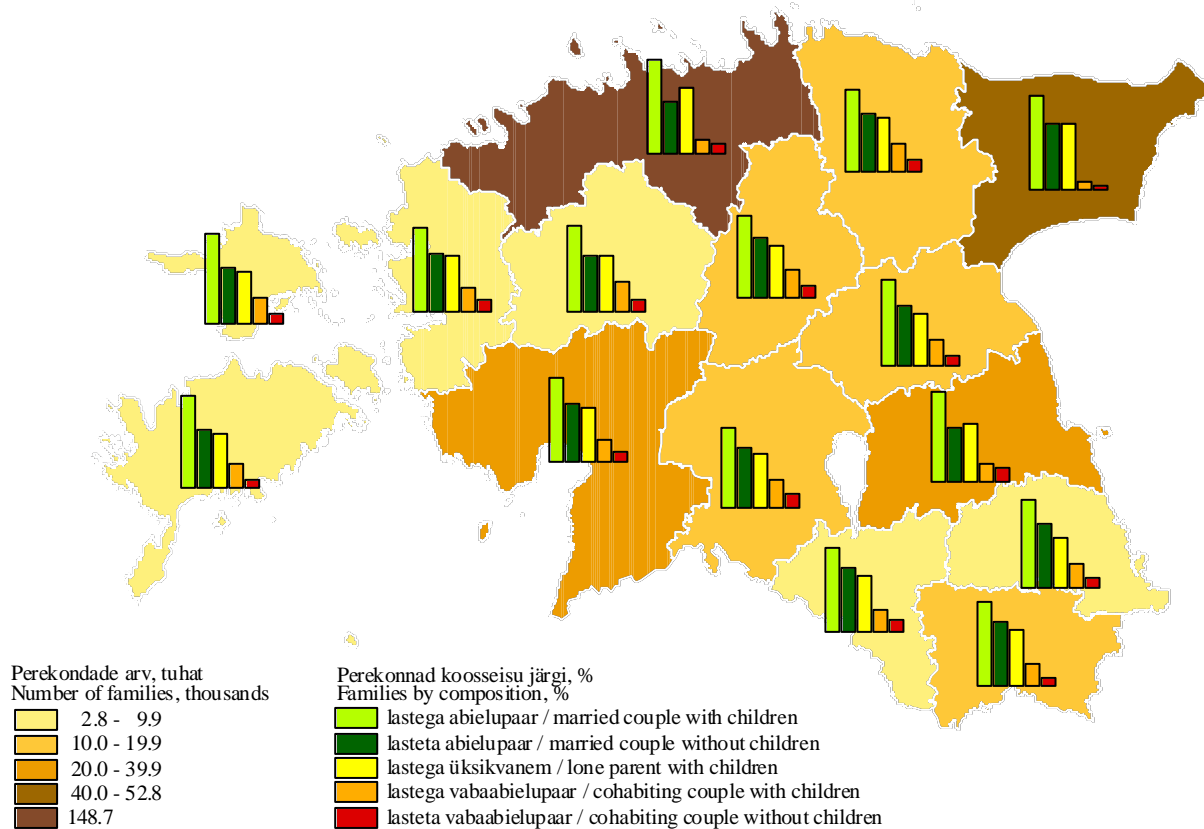 Perekondade arv, tuhat
Number of families, thousands
2.8 - 9.9
10.0 - 19.9
20.0 - 39.9
40.0 - 52.8
148.7
Perekonnad koosseisu järgi, %
Families by composition, %
lastega abielupaar / married couple with children
lasteta abielupaar / married couple without children
lastega üksikvanem / lone parent with children
lastega vabaabielupaar / cohabiting couple with children
lasteta vabaabielupaar / cohabiting couple without children